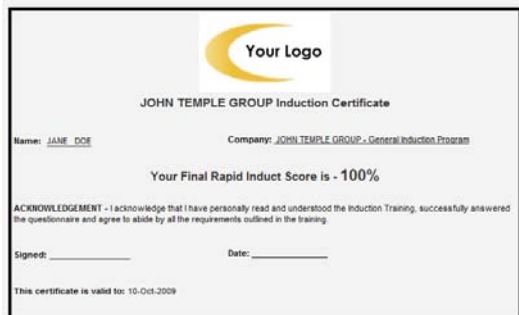 Your Logo
JOHN TEMPLE GROUP Induction Certificate
Name: JANE DOE Company: JOHN TEMPLE GROUP - General Induction Program
Your Final Rapid Induct Score is - 100%
ACKNOWLEDGEMENT - I acknowledge that I have personally read and understood the Induction Training, successfully answered
the questionnaire and agree to abide by all the requirements outlined in the training.
Signed: Date:
This certificate is valid to: 10-Oct-2009